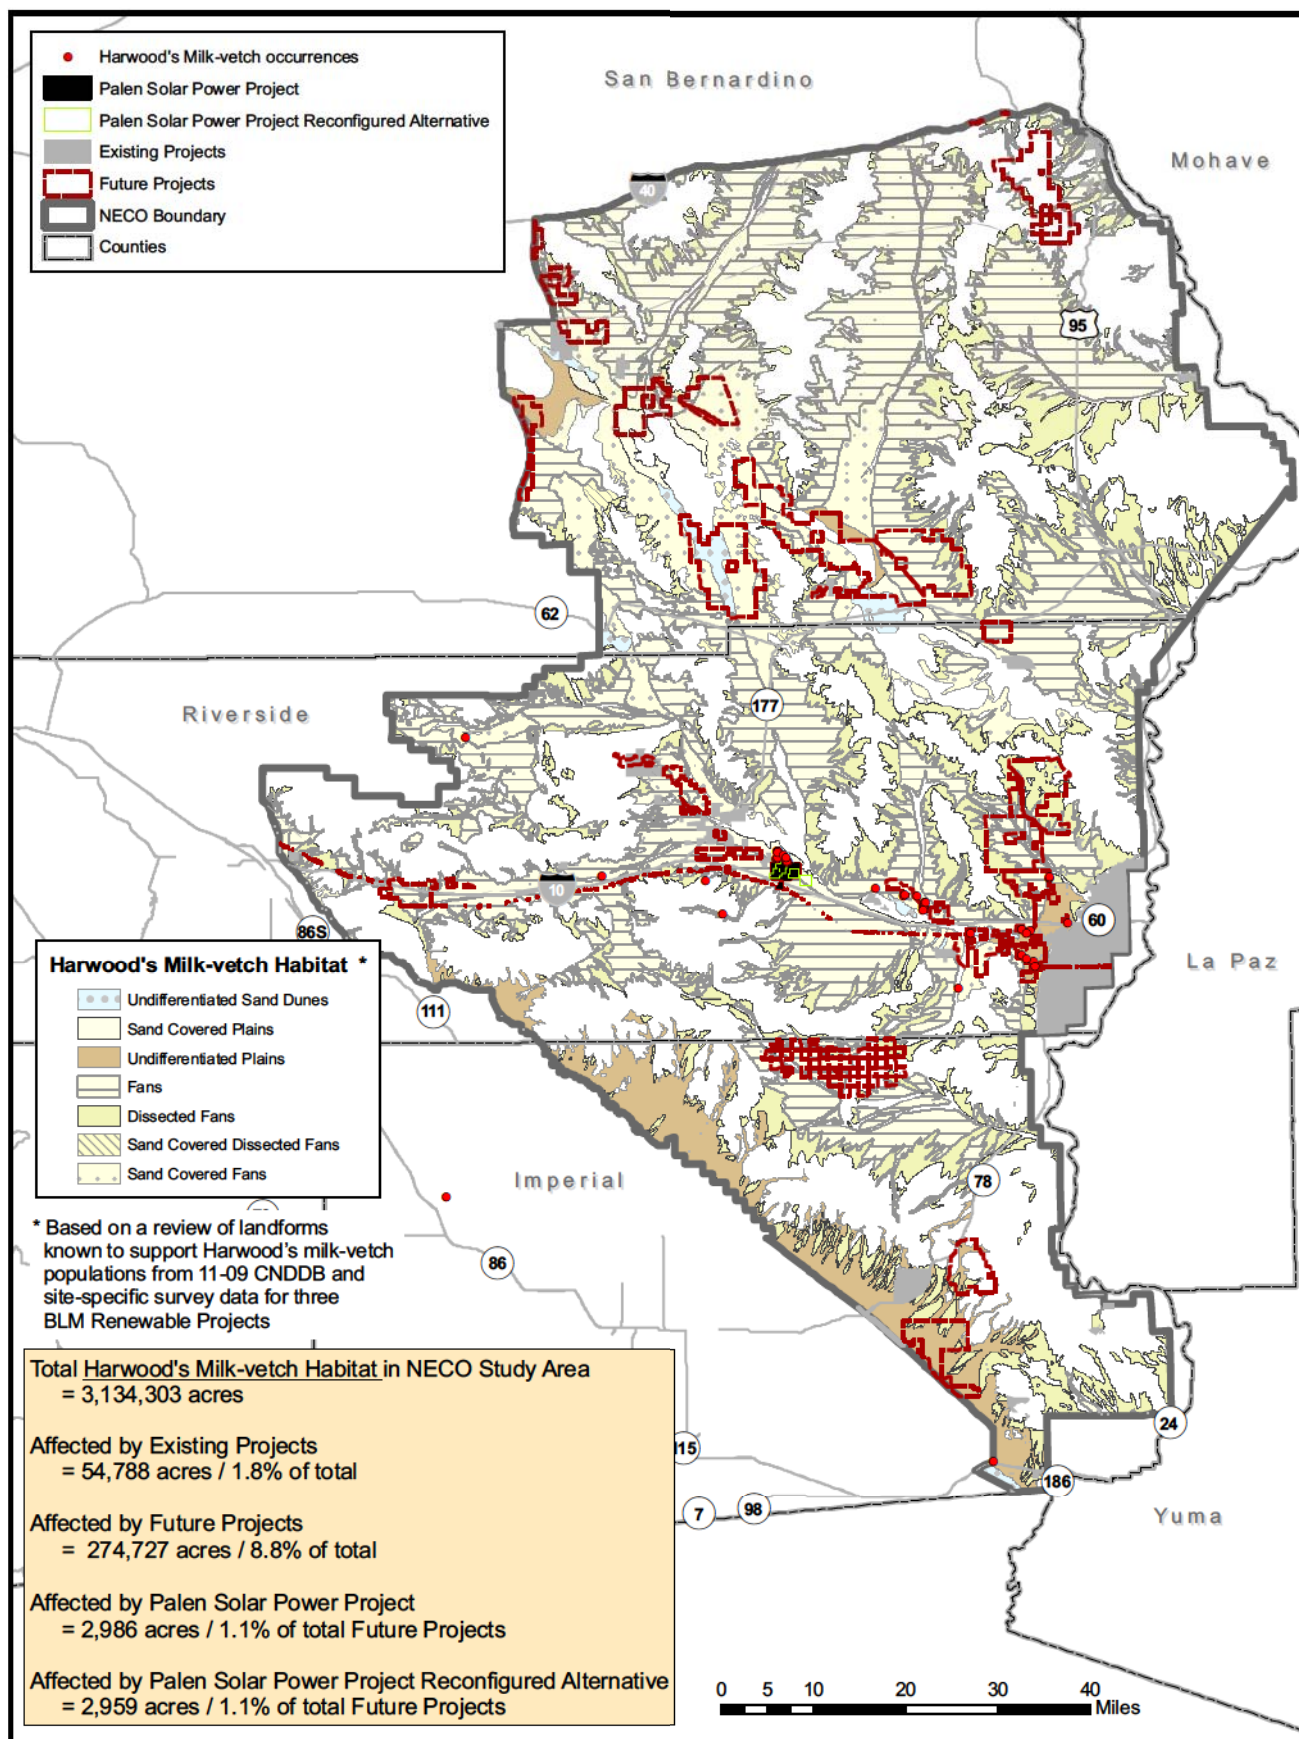 Harwood's Milk-vetch occurrences
Palen Solar Power Project
Palen Solar Power Project Reconfigured Alternative
Existing Projects
Future Projects
NECO Boundary
Counties
San Bernardino
Mohave
40
95
62
177
Riverside
10
60
86S
La Paz
111
Harwood's Milk-vetch Habitat *
Undifferentiated Sand Dunes
Sand Covered Plains
Undifferentiated Plains
Fans
Dissected Fans
Sand Covered Dissected Fans
Sand Covered Fans
Imperial
78
86
* Based on a review of landforms
known to support Harwood's milk-vetch
populations from 11-09 CNDDB and
site-specific survey data for three
BLM Renewable Projects
Total Harwood's Milk-vetch Habitat in NECO Study Area
= 3,134,303 acres
Affected by Existing Projects
= 54,788 acres / 1.8% of total
Affected by Future Projects
= 274,727 acres / 8.8% of total
Affected by Palen Solar Power Project
= 2,986 acres / 1.1% of total Future Projects
Affected by Palen Solar Power Project Reconfigured Alternative
= 2,959 acres / 1.1% of total Future Projects
24
115
186
7
98
Yuma
0 5 10 20 30 40
Miles